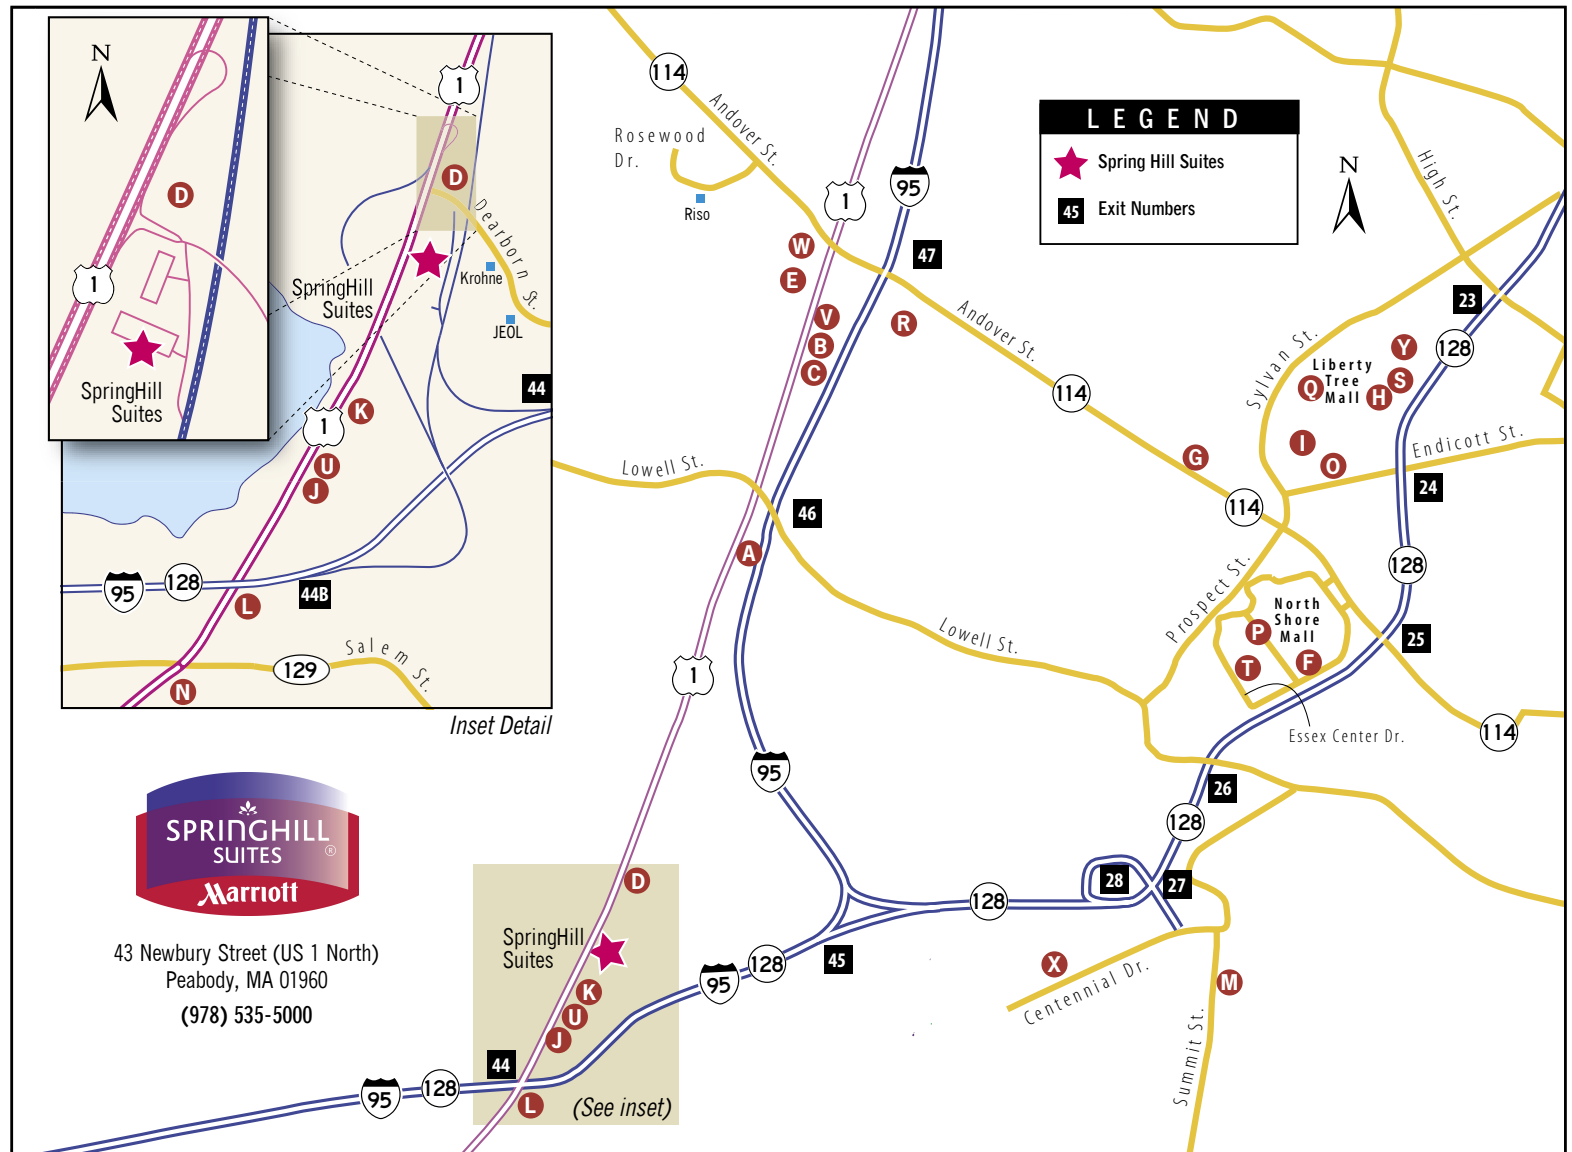 N
D
1
SpringHill
Suites
1
D
Dearborn St.
Krohne
JEOL
SpringHill
Suites
44
K
1
U
J
95
128
44B
L
Salem St.
129
N
Inset Detail
SPRINGHILL
SUITES ®
Marriott
43 Newbury Street (US 1 North)
Peabody, MA 01960
(978) 535-5000
114
Andover St.
Rosewood
Dr.
Riso
1
95
47
W
E
V
B
C
R
Andover St.
114
LEGEND
Spring Hill Suites
45 Exit Numbers
N
High St.
23
128
Sylvan St.
Liberty
Tree
Mall
Y
Q
S
H
I
O
Endicott St.
24
G
114
128
Lowell St.
46
A
Lowell St.
Prospect St.
North
Shore
Mall
P
T
F
25
Essex Center Dr.
114
1
95
26
128
28
27
128
D
SpringHill
Suites
K
U
J
44
L
(See inset)
95
128
45
95
128
X
Centennial Dr.
M
Summit St.